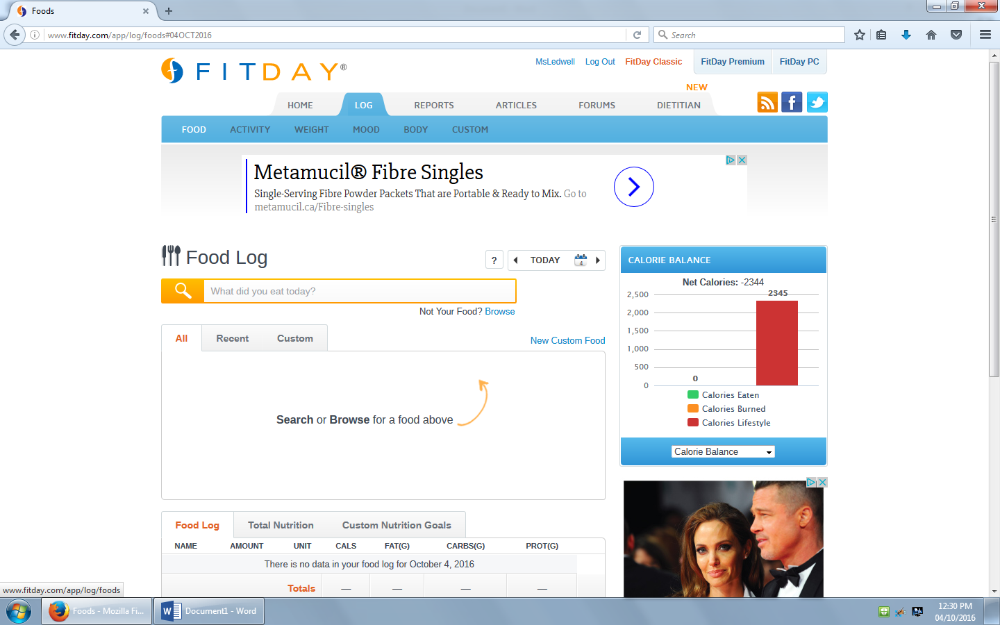 Foods
www.fitday.com/app/log/foods#04OCT2016
Search
FITDAY®
MsLedwell Log Out FitDay Classic FitDay Premium FitDay PC
NEW
HOME LOG REPORTS ARTICLES FORUMS DIETITIAN
FOOD ACTIVITY WEIGHT MOOD BODY CUSTOM
Metamucil® Fibre Singles
Single-Serving Fibre Powder Packets That are Portable & Ready to Mix. Go to
metamucil.ca/Fibre-singles
Food Log
? TODAY 4
What did you eat today?
Not Your Food? Browse
All Recent Custom
New Custom Food
Search or Browse for a food above
CALORIE BALANCE
Net Calories: -2344
2345
2,500
2,000
1,500
1,000
500
0
0
Calories Eaten
Calories Burned
Calories Lifestyle
Calorie Balance
Food Log Total Nutrition Custom Nutrition Goals
NAME AMOUNT UNIT CALS FAT(G) CARBS(G) PROT(G)
There is no data in your food log for October 4, 2016
Totals — — — —
www.fitday.com/app/log/foods
Foods - Mozilla Fi...
Document1 - Word
12:30 PM
04/10/2016